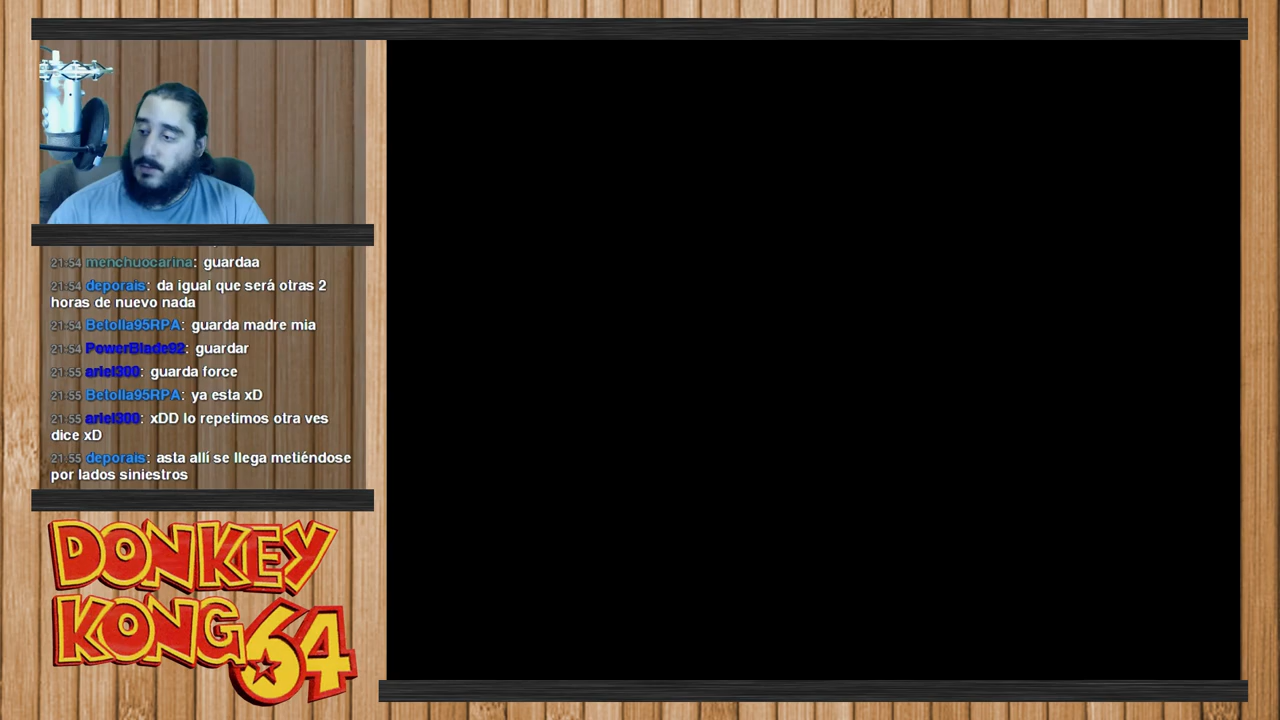 21:54 menchuocarina: guardaa
21:54 deporais: da igual que será otras 2
horas de nuevo nada
21:54 Betolla95RPA: guarda madre mia
21:54 PowerBlade92: guardar
21:55 ariel300: guarda force
21:55 Betolla95RPA: ya esta xD
21:55 ariel300: xDD lo repetimos otra ves
dice xD
21:55 deporais: asta allí se llega metiéndose
por lados siniestros
DONKEY
KONG 64